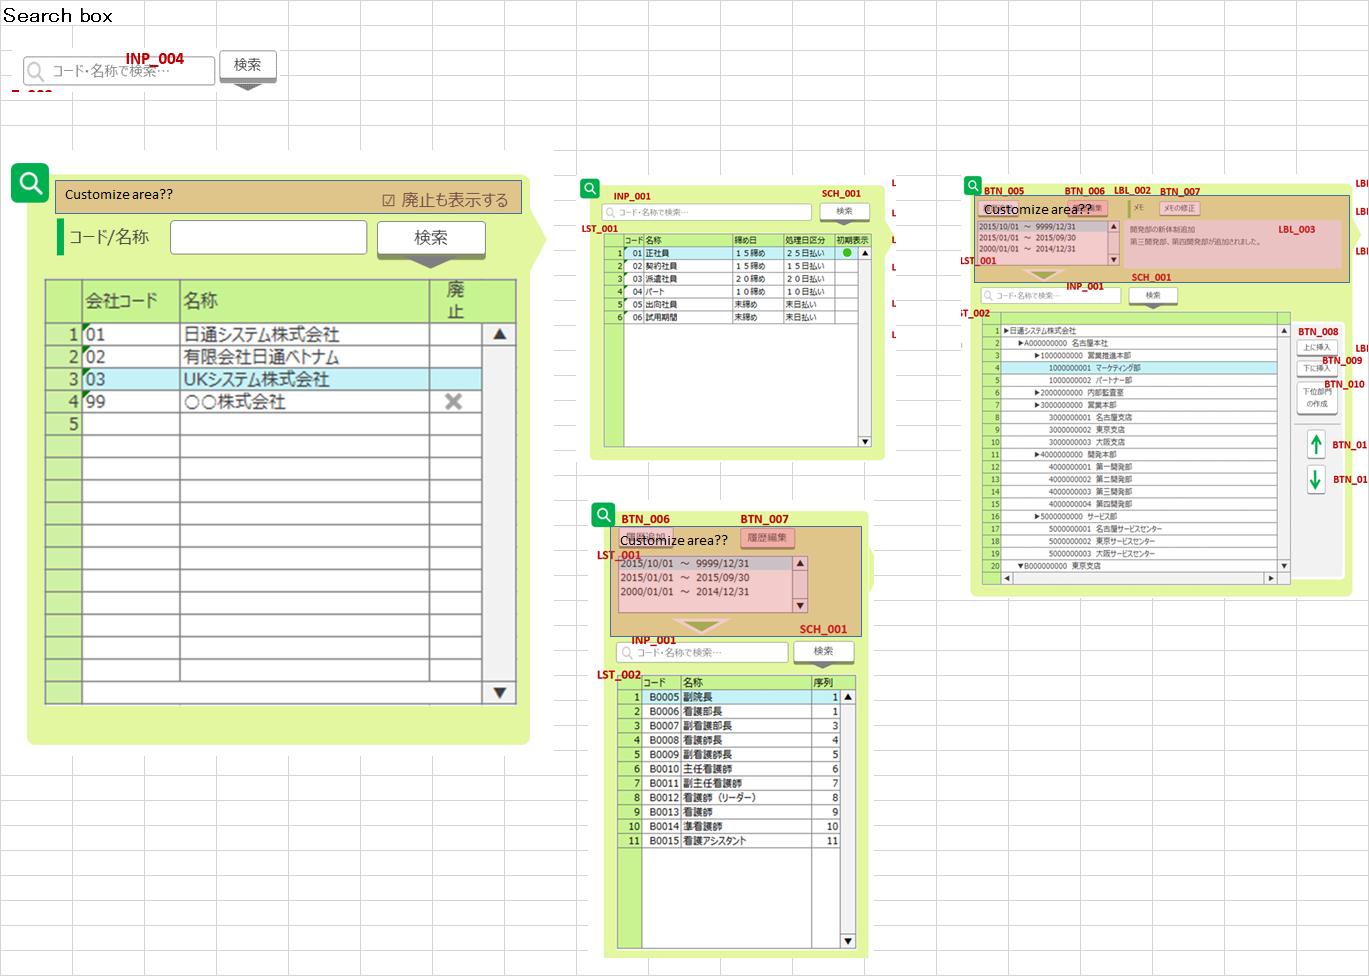 Search box
INP_004
コード・名称で検索…
検索
Customize area??
☑ 廃止も表示する
コード/名称
検索
会社コード 名称 廃止
1 01 日通システム株式会社
2 02 有限会社日通ベトナム
3 03 UKシステム株式会社
4 99 〇〇株式会社 ✖
5
▲
▼
INP_001 SCH_001
コード・名称で検索… 検索
LST_001
コード 名称 締め日 処理日区分 初期表示
1 01 正社員 15締め 25日払い ●
2 02 契約社員 15締め 25日払い
3 03 派遣社員 20締め 20日払い
4 04 パート 10締め 20日払い
5 05 出向社員 末締め 末日払い
6 06 試用期間 末締め 末日払い
BTN_006 BTN_007
Customize area?? 履歴編集
LST_001
2015/10/01 ～ 9999/12/31
2015/01/01 ～ 2015/09/30
2000/01/01 ～ 2014/12/31
SCH_001
INP_001
コード・名称で検索… 検索
LST_002
コード 名称 序列
1 B0005 副院長 1
2 B0006 看護部長 1
3 B0007 副看護部長 3
4 B0008 看護師長 4
5 B0009 副看護師長 5
6 B0010 主任看護師 6
7 B0011 副主任看護師 7
8 B0012 看護師（リーダー） 8
9 B0013 看護師 9
10 B0014 準看護師 10
11 B0015 看護アシスタント 11
BTN_005 BTN_006 LBL_002 BTN_007
Customize area?? メモ メモの修正
2015/10/01 ～ 9999/12/31
2015/01/01 ～ 2015/09/30
2000/01/01 ～ 2014/12/31
LST_001
開発部の新体制追加 LBL_003
第三開発部、第四開発部が追加されました。
SCH_001
INP_001
コード・名称で検索… 検索
ST_002
1 ▶日通システム株式会社
2 ▶A000000000 名古屋本社
3 ▶1000000000 営業推進本部
4 1000000001 マーケティング部
5 1000000002 パートナー部
6 ▶2000000000 内部監査室
7 ▶3000000000 営業本部
8 3000000001 名古屋支店
9 3000000002 東京支店
10 3000000003 大阪支店
11 ▶4000000000 開発本部
12 4000000001 第一開発部
13 4000000002 第二開発部
14 4000000003 第三開発部
15 4000000004 第四開発部
16 ▶5000000000 サービス部
17 5000000001 名古屋サービスセンター
18 5000000002 東京サービスセンター
19 5000000003 大阪サービスセンター
20 ▼B000000000 東京支店
BTN_008
上に挿入
BTN_009
下に挿入
BTN_010
下位部門
の作成
BTN_01
BTN_01